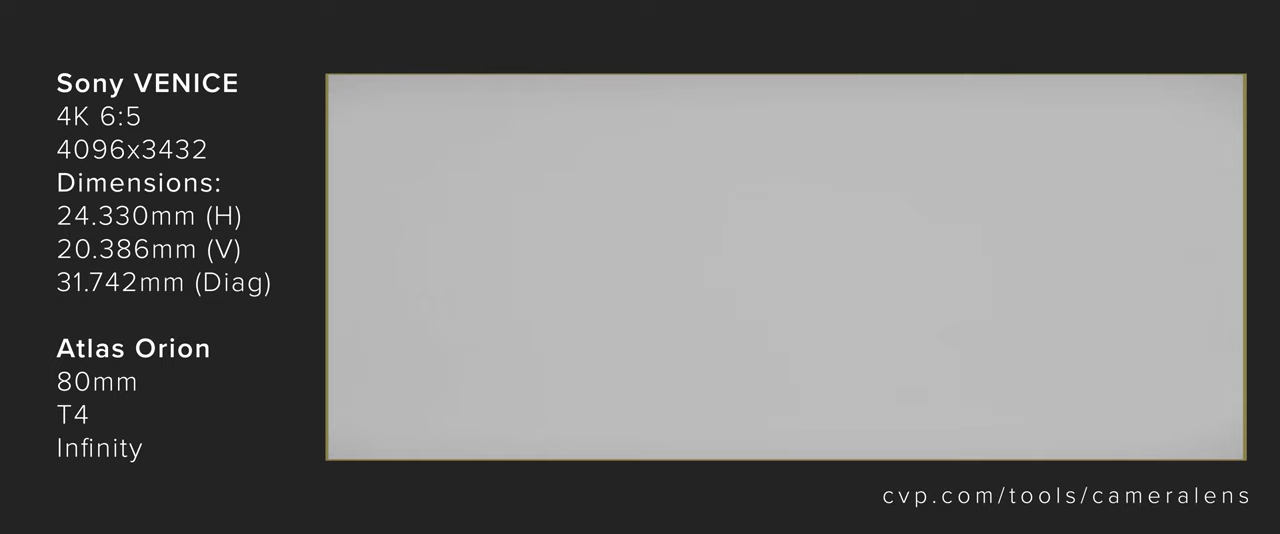 Sony VENICE
4K 6:5
4096x3432
Dimensions:
24.330mm (H)
20.386mm (V)
31.742mm (Diag)
Atlas Orion
80mm
T4
Infinity
cvp.com/tools/cameralens